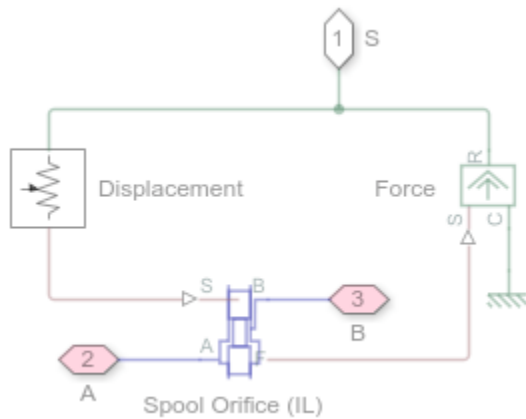 1 S
R
Displacement
Force
S C
S B
3
B
A F
2
A
Spool Orifice (IL)